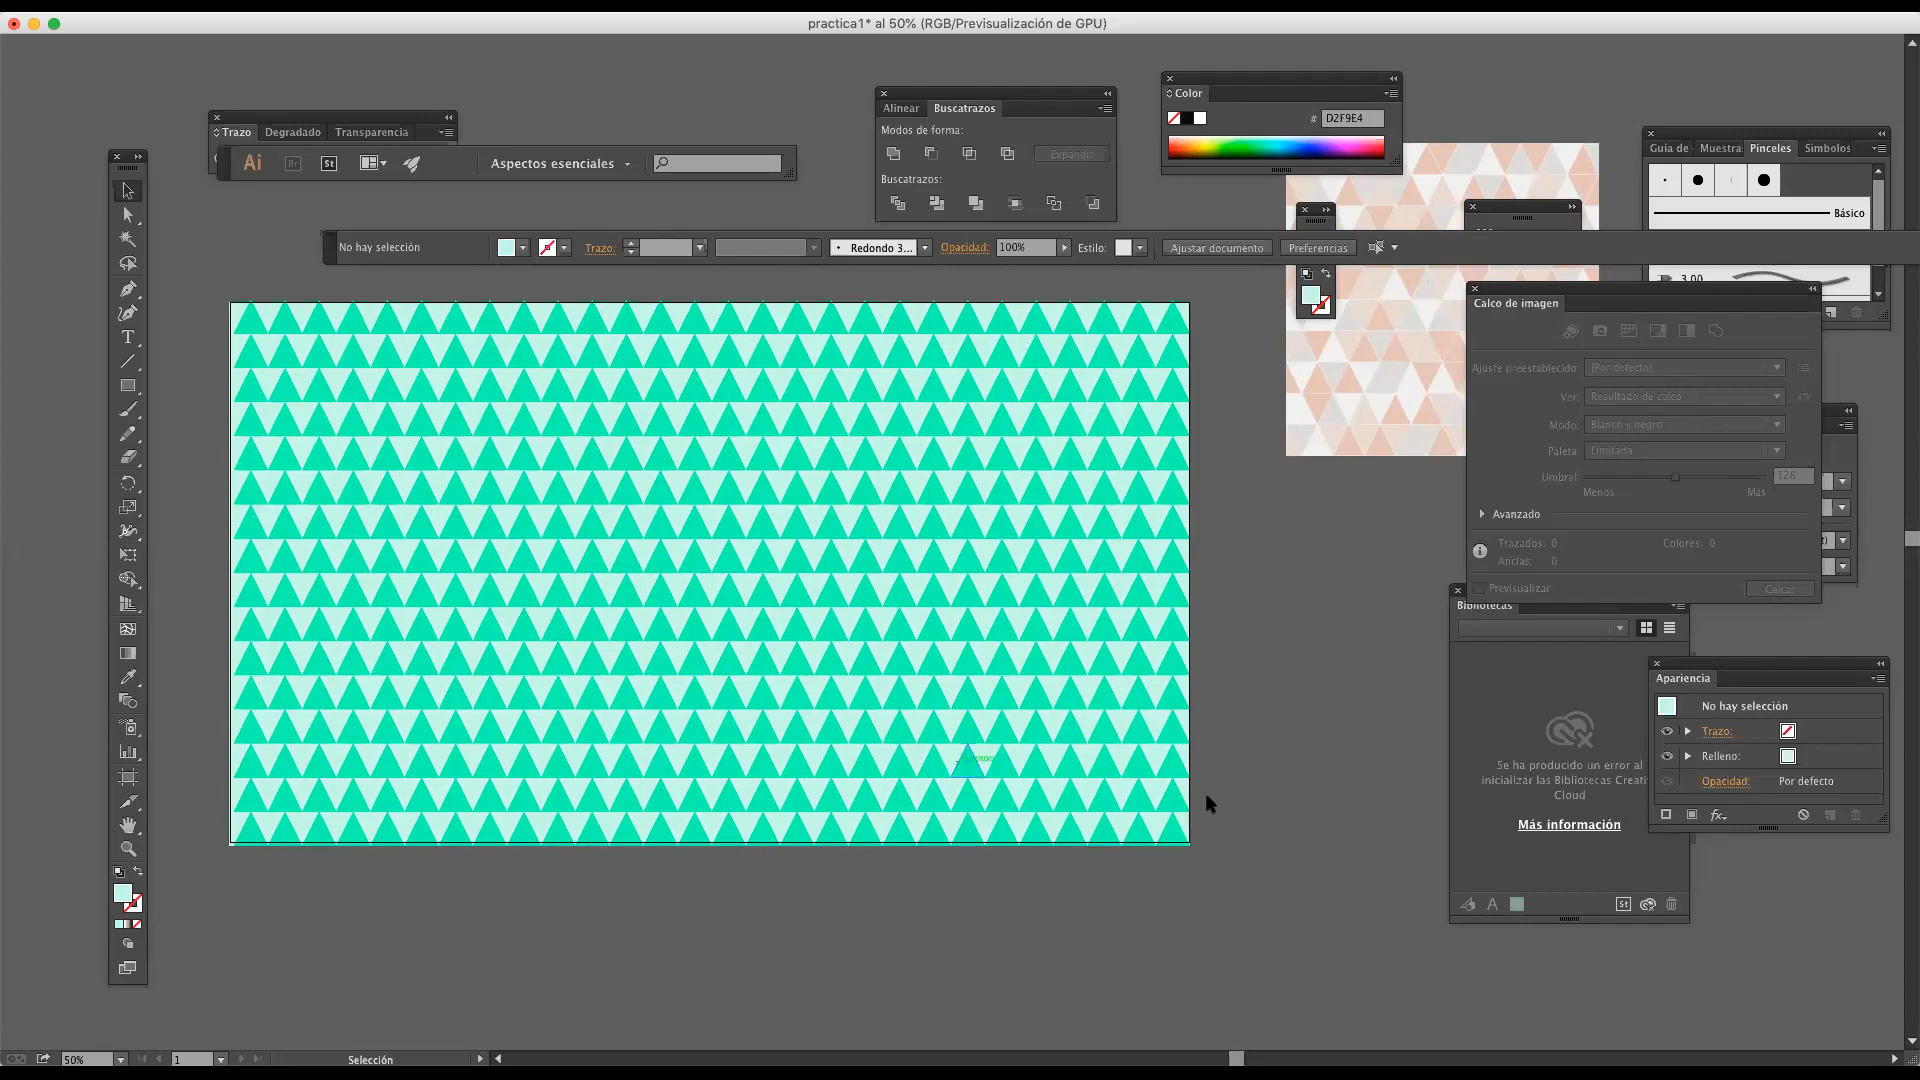 practica1* al 50% (RGB/Previsualización de GPU)
Trazo Degradado Transparencia
Ai Br St Aspectos esenciales
Alinear Buscatrazos
Modos de forma:
Expandir
Buscatrazos:
Color
# D2F9E4
Guía de Muestra Pinceles Símbolos
Básico
3.00
No hay selección Trazo: Redondo 3... Opacidad: 100% Estilo: Ajustar documento Preferencias
T
Calco de imagen
Ajuste preestablecido: [Por defecto]
Ver: Resultado de calco
Modo: Blanco y negro
Paleta: Limitada
Umbral: 128
Menos Más
Avanzado
Trazados: 0 Colores: 0
Anclas: 0
Previsualizar Calcar
Bibliotecas
Se ha producido un error al
inicializar las Bibliotecas Creati
Cloud
Más información
A St
Apariencia
No hay selección
Trazo:
Relleno:
Opacidad: Por defecto
fx
50% 1 Selección